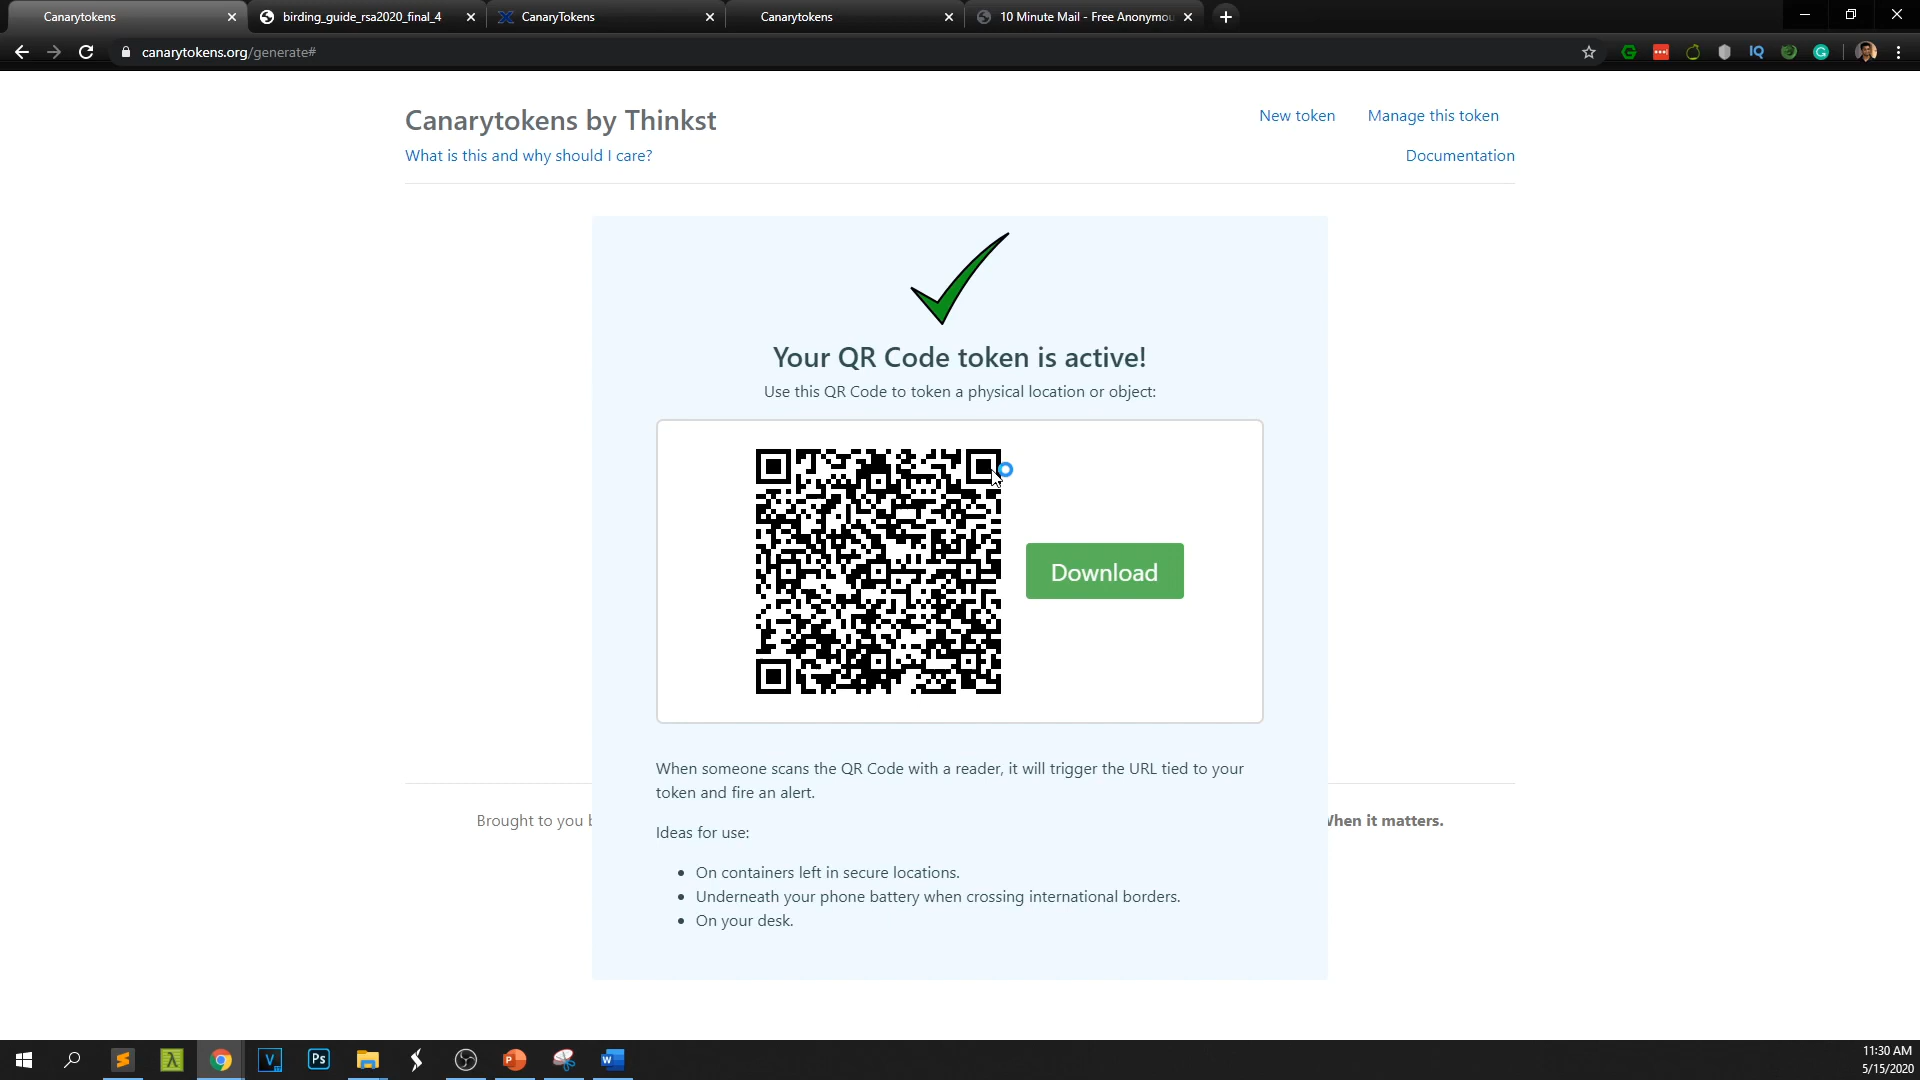 Canarytokens
birding_guide_rsa2020_final_4
CanaryTokens
Canarytokens
10 Minute Mail - Free Anonymou
canarytokens.org/generate#
IQ
Canarytokens by Thinkst
New token
Manage this token
What is this and why should I care?
Documentation
Your QR Code token is active!
Use this QR Code to token a physical location or object:
Download
When someone scans the QR Code with a reader, it will trigger the URL tied to your
token and fire an alert.
Brought to you
hen it matters.
Ideas for use:
On containers left in secure locations.
Underneath your phone battery when crossing international borders.
On your desk.
Ps
11:30 AM
5/15/2020